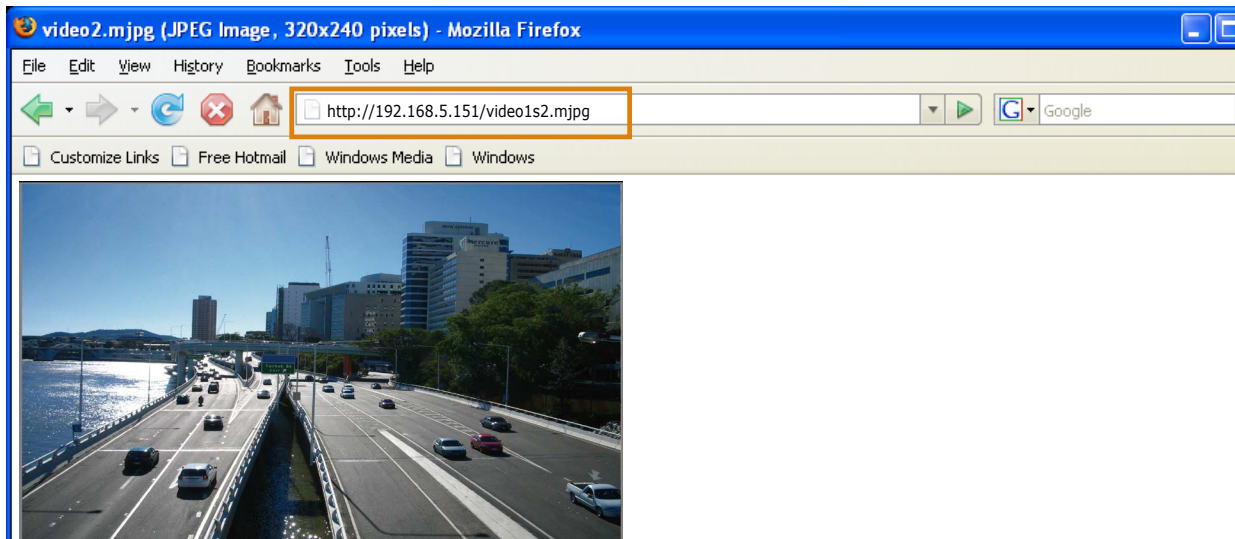 video2.mjpg (JPEG Image, 320x240 pixels) - Mozilla Firefox
File Edit View History Bookmarks Tools Help
http://192.168.5.151/video1s2.mjpg G Google
Customize Links Free Hotmail Windows Media Windows
MERCURE